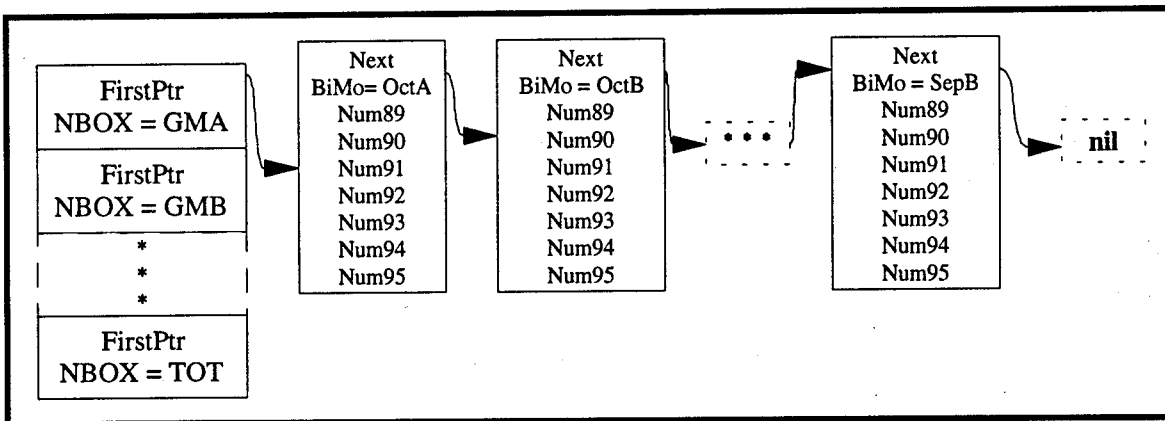 FirstPtr
NBOX = GMA
FirstPtr
NBOX = GMB
*
*
*
FirstPtr
NBOX = TOT
Next
BiMo= OctA
Num89
Num90
Num91
Num92
Num93
Num94
Num95
Next
BiMo = OctB
Num89
Num90
Num91
Num92
Num93
Num94
Num95
* * *
Next
BiMo = SepB
Num89
Num90
Num91
Num92
Num93
Num94
Num95
nil